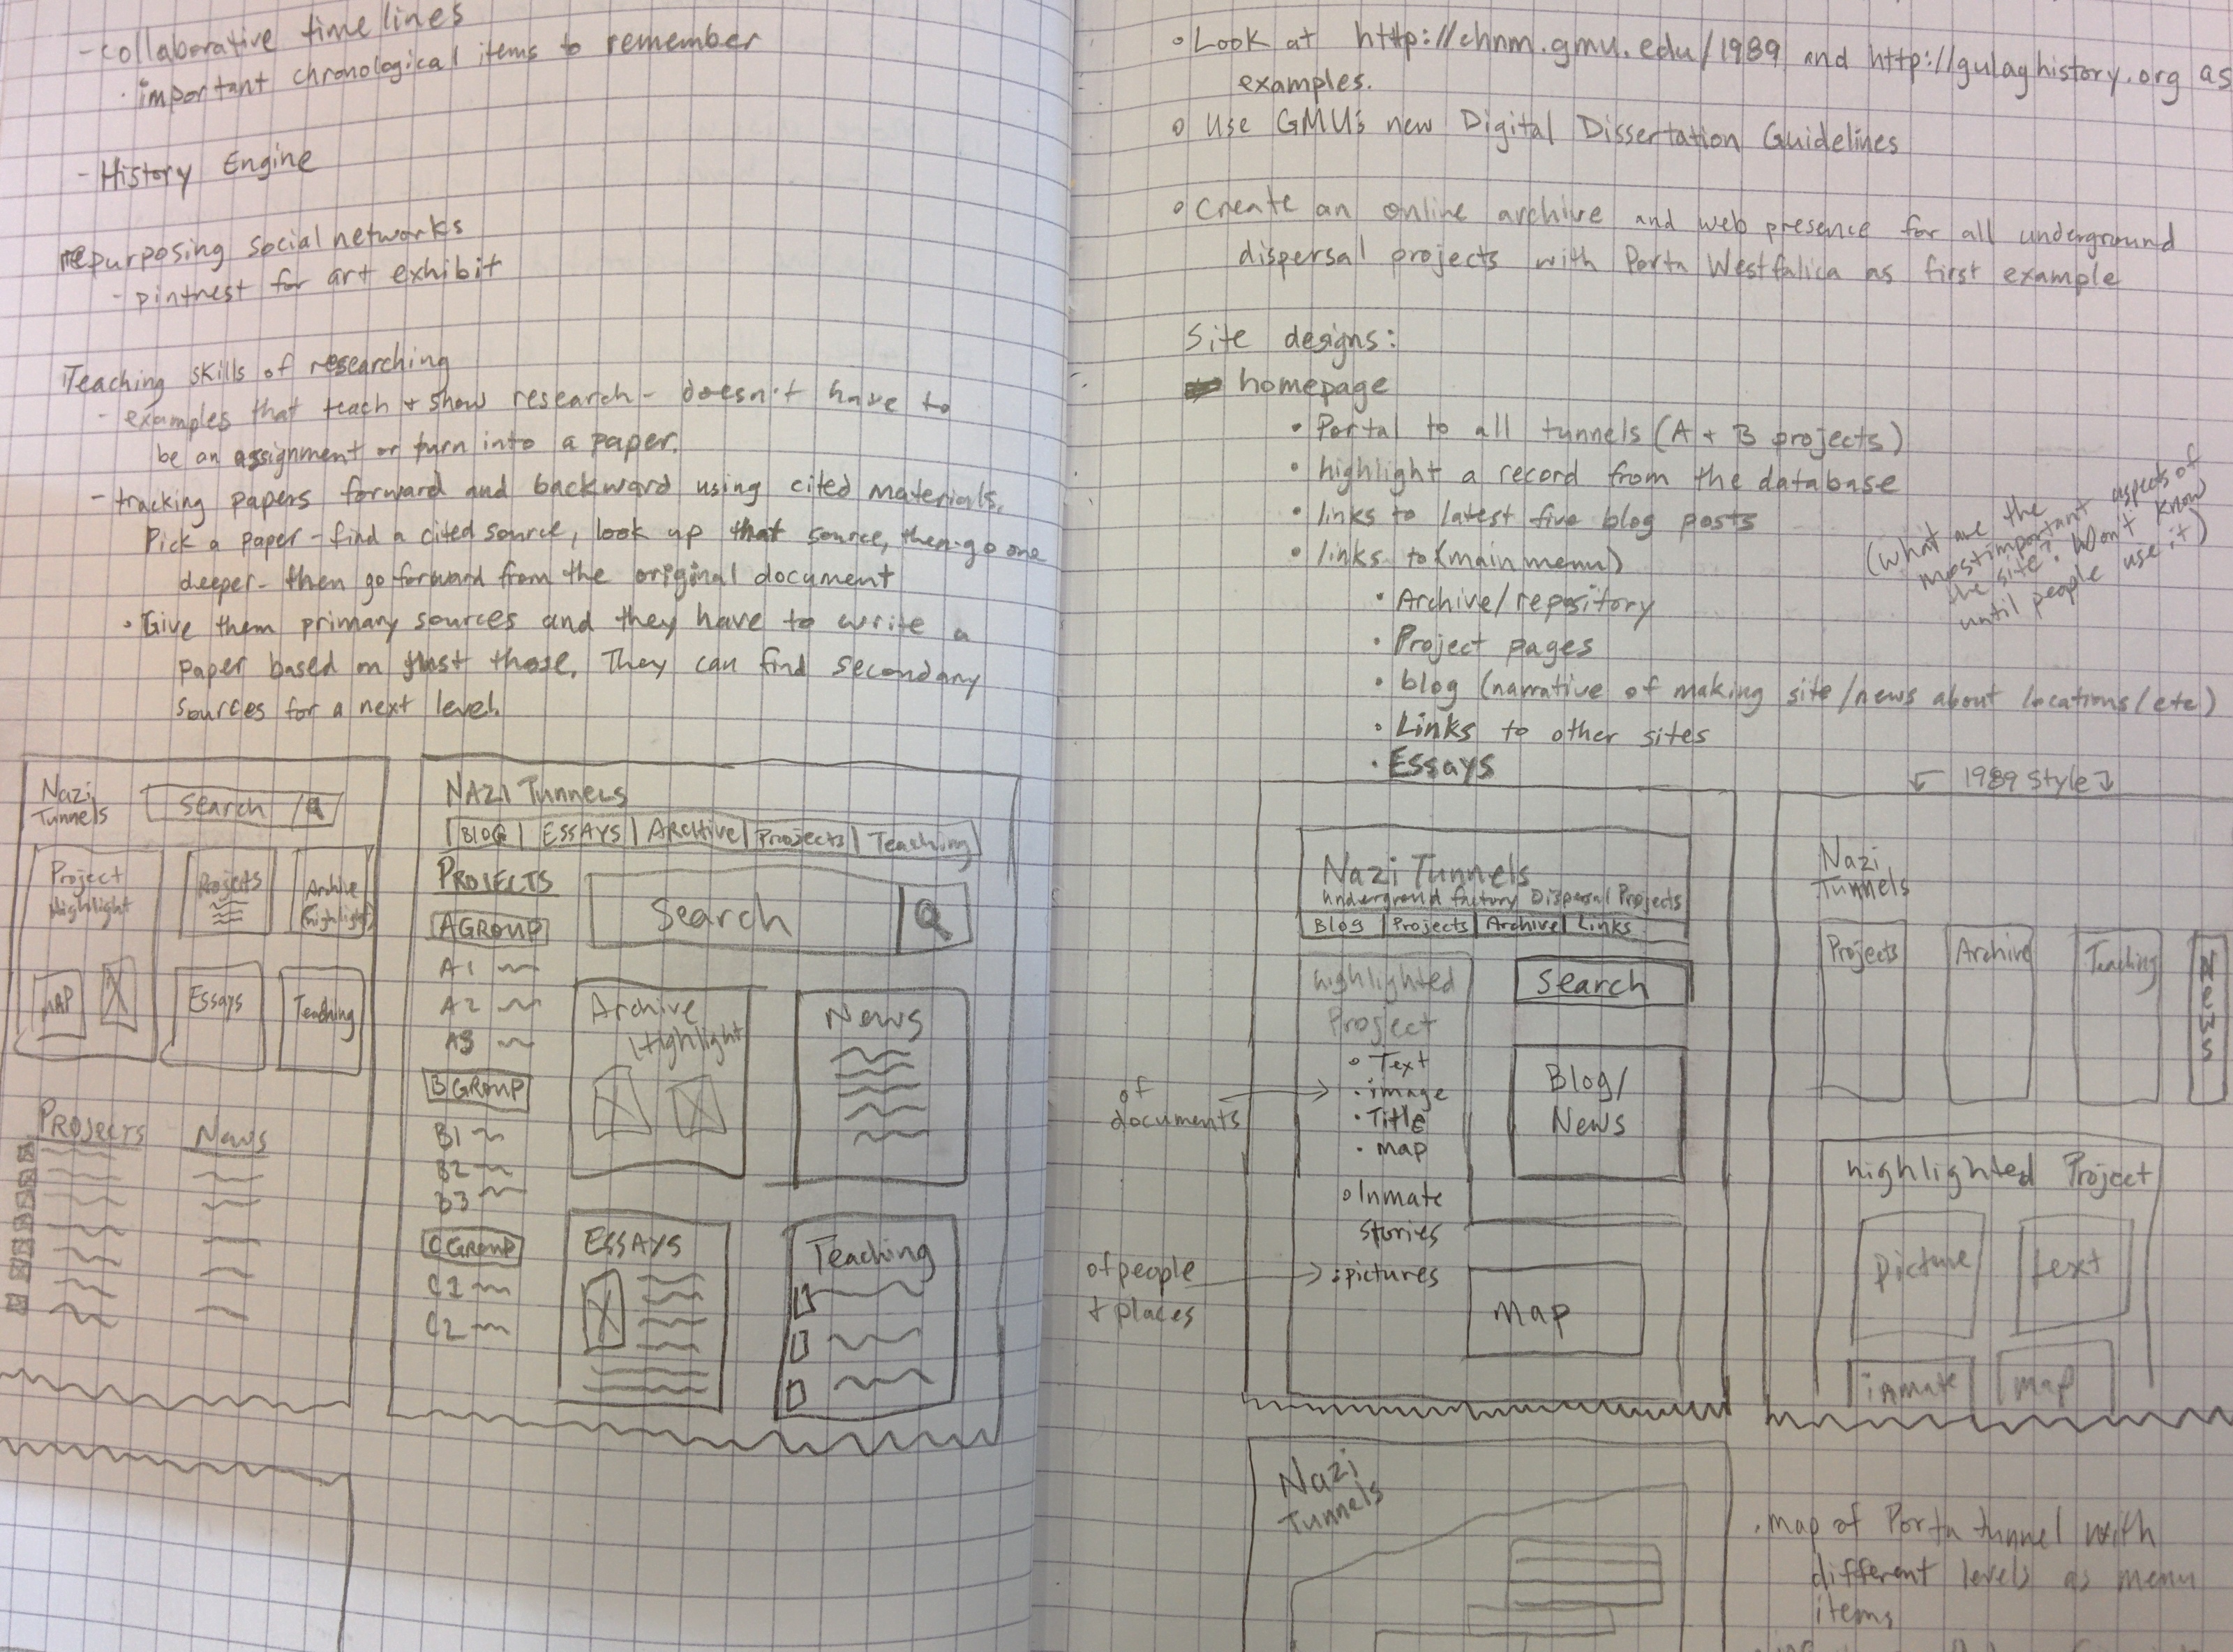 - collaborative timelines
· important chronological items to remember
- History Engine
repurposing social networks
- pintrest for art exhibit
Teaching skills of researching
- examples that teach + show research - doesn't have to
be an assignment or turn into a paper.
- tracking papers forward and backward using cited materials.
Pick a paper - find a cited source, look up that source, then go one
deeper - then go forward from the original document
· Give them primary sources and they have to write a
paper based on just those. They can find secondary
sources for a next level.
Nazi
Tunnels
Search
Project
Highlight
Projects
Archive
(highlight)
MAP
Essays
Teaching
PROJECTS
News
NAZI TUNNELS
BLOG | ESSAYS | ARCHIVE | Projects | Teaching
PROJECTS
Search
A GROUP
A1
A2
A3
B GROUP
B1
B2
B3
C GROUP
C1
C2
Archive
Highlight
News
ESSAYS
Teaching
• Look at http://chnm.gmu.edu/1989 and http://gulaghistory.org as
examples.
• Use GMU's new Digital Dissertation Guidelines
• Create an online archive and web presence for all underground
dispersal projects with Porta Westfalica as first example
Site designs:
homepage
• Portal to all tunnels (A + B projects)
• highlight a record from the database
• links to latest five blog posts
• links to (main menu)
• Archive/repository
• Project pages
• blog (narrative of making site/news about locations/etc)
• Links to other sites
• Essays
(What are the
most important aspects of
the site? Won't know
until people use it)
1989 Style
Nazi Tunnels
Underground factory Dispersal Projects
Blog | Projects | Archive | Links
highlighted
Project
• Text
• image
• Title
• map
• Inmate
stories
• pictures
of
documents
of people
+ places
Search
Blog/
News
Map
Nazi
Tunnels
Projects
Archive
Teaching
News
highlighted Project
Picture
text
inmate
map
Nazi
Tunnels
· map of Porta tunnel with
different levels as menu
items